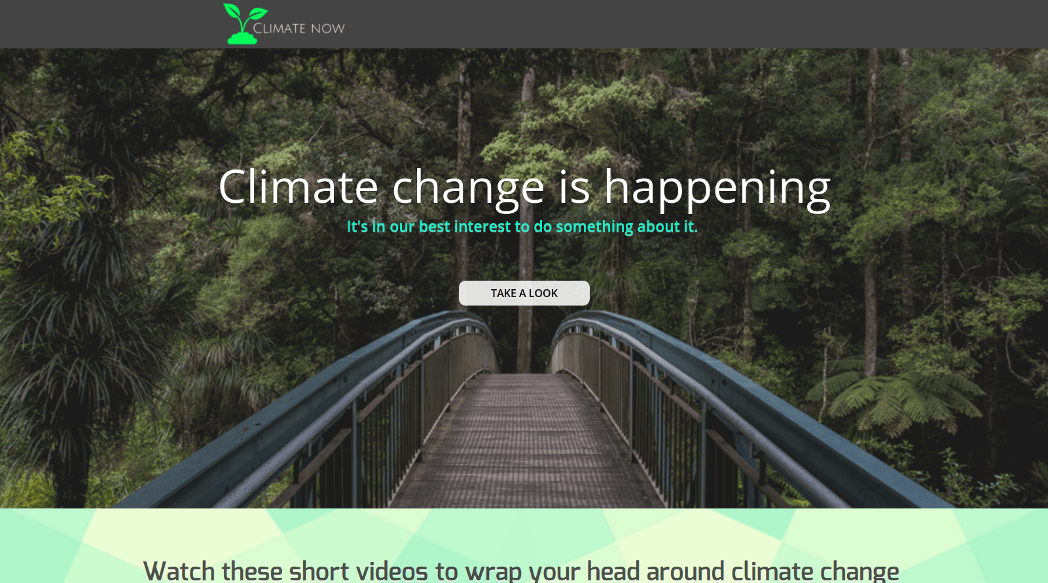 CLIMATE NOW
Climate change is happening
It's in our best interest to do something about it.
TAKE A LOOK
Watch these short videos to wrap your head around climate change